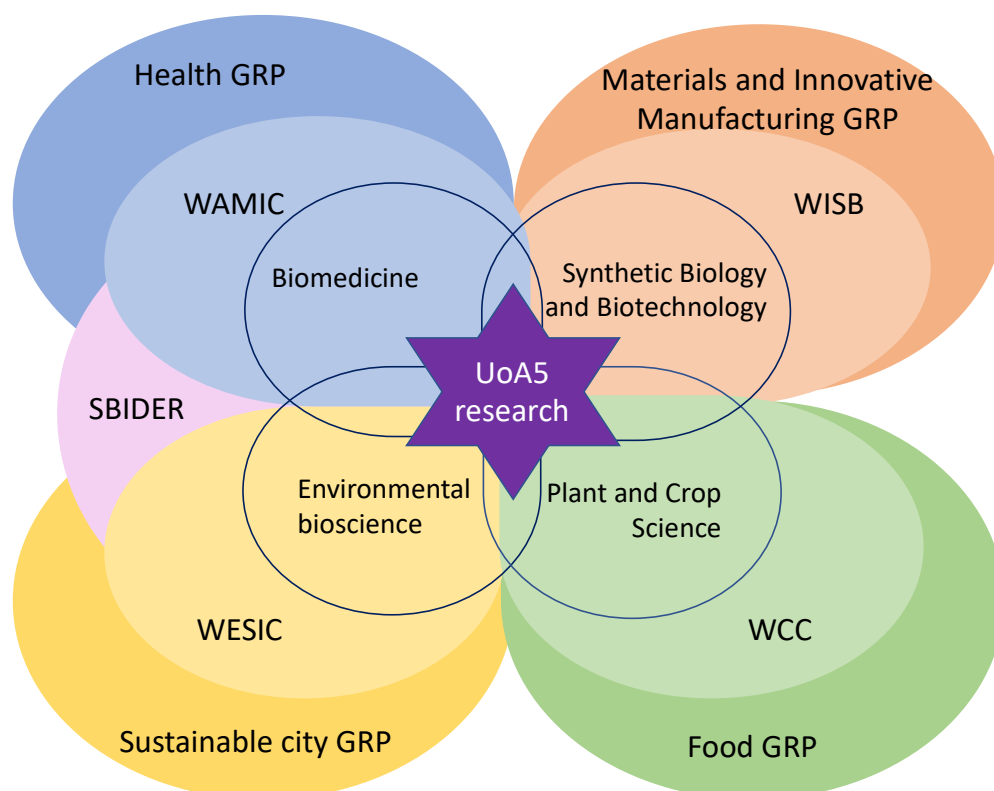 Health GRP
Materials and Innovative
Manufacturing GRP
WAMIC
WISB
Biomedicine
Synthetic Biology
and Biotechnology
UoA5
research
SBIDER
Environmental
bioscience
Plant and Crop
Science
WESIC
WCC
Sustainable city GRP
Food GRP